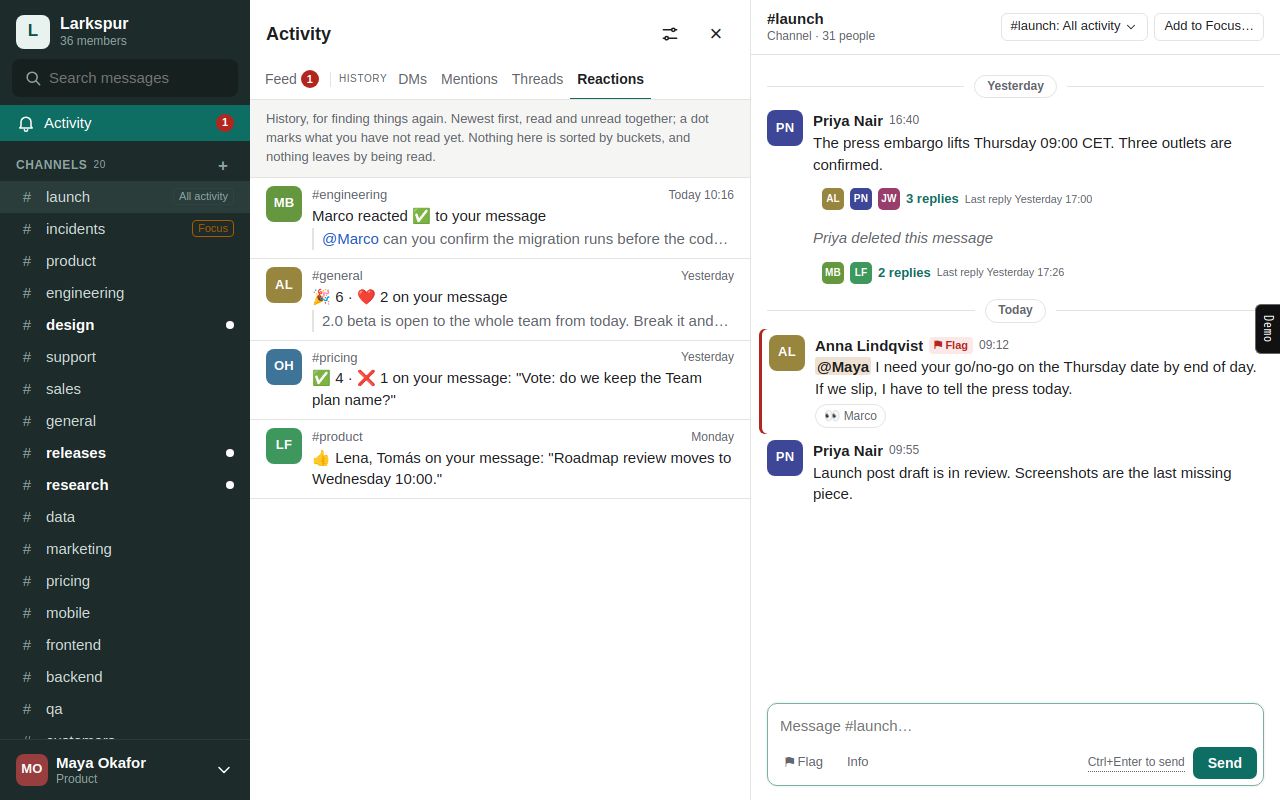 L
Larkspur
36 members
Search messages
Activity
1
CHANNELS 20
+
# launch
All activity
# incidents
Focus
# product
# engineering
# design
# support
# sales
# general
# releases
# research
# data
# marketing
# pricing
# mobile
# frontend
# backend
# qa
# customers
MO
Maya Okafor
Product
Activity
Feed 1
HISTORY
DMs
Mentions
Threads
Reactions
History, for finding things again. Newest first, read and unread together; a dot
marks what you have not read yet. Nothing here is sorted by buckets, and
nothing leaves by being read.
MB
#engineering
Today 10:16
Marco reacted ✅ to your message
@Marco can you confirm the migration runs before the cod…
AL
#general
Yesterday
🎉 6 · ❤️ 2 on your message
2.0 beta is open to the whole team from today. Break it and…
OH
#pricing
Yesterday
✅ 4 · ❌ 1 on your message: "Vote: do we keep the Team
plan name?"
LF
#product
Monday
👍 Lena, Tomás on your message: "Roadmap review moves to
Wednesday 10:00."
#launch
Channel · 31 people
#launch: All activity
Add to Focus…
Yesterday
PN
Priya Nair 16:40
The press embargo lifts Thursday 09:00 CET. Three outlets are
confirmed.
AL PN JW 3 replies Last reply Yesterday 17:00
Priya deleted this message
MB LF 2 replies Last reply Yesterday 17:26
Today
Demo
AL
Anna Lindqvist Flag 09:12
@Maya I need your go/no-go on the Thursday date by end of day.
If we slip, I have to tell the press today.
👀 Marco
PN
Priya Nair 09:55
Launch post draft is in review. Screenshots are the last missing
piece.
Message #launch…
Flag
Info
Ctrl+Enter to send
Send